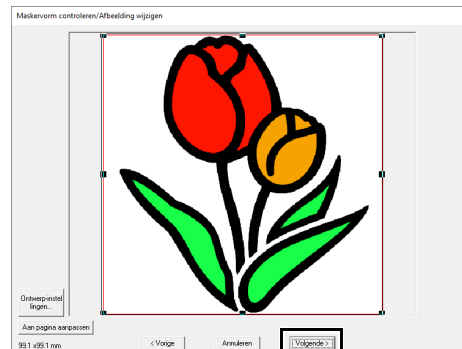 Maskervorm controleren/Afbeelding wijzigen
Ontwerp-instel
lingen...
Aan pagina aanpassen
99.1 x99.1 mm
< Vorige
Annuleren
Volgende >